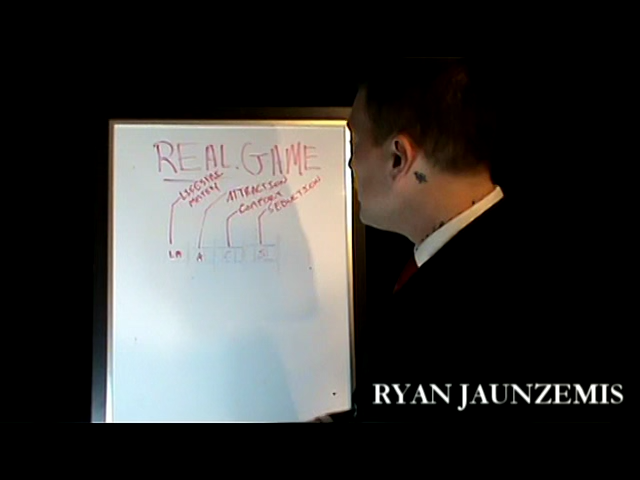 REAL GAME
LIFESTYLE
MATCH
ATTRACTION
COMFORT
SEDUCTION
LM A C S
RYAN JAUNZEMIS